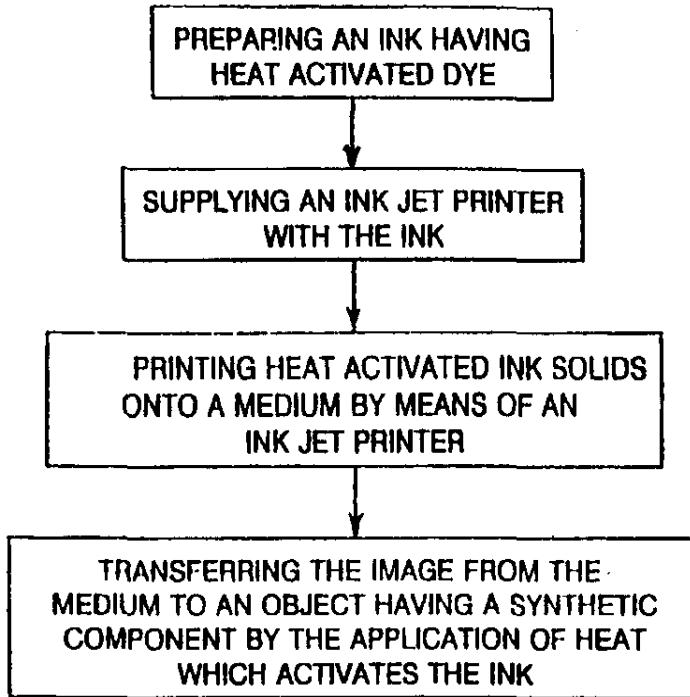 PREPARING AN INK HAVING
HEAT ACTIVATED DYE
SUPPLYING AN INK JET PRINTER
WITH THE INK
PRINTING HEAT ACTIVATED INK SOLIDS
ONTO A MEDIUM BY MEANS OF AN
INK JET PRINTER
TRANSFERRING THE IMAGE FROM THE
MEDIUM TO AN OBJECT HAVING A SYNTHETIC
COMPONENT BY THE APPLICATION OF HEAT
WHICH ACTIVATES THE INK